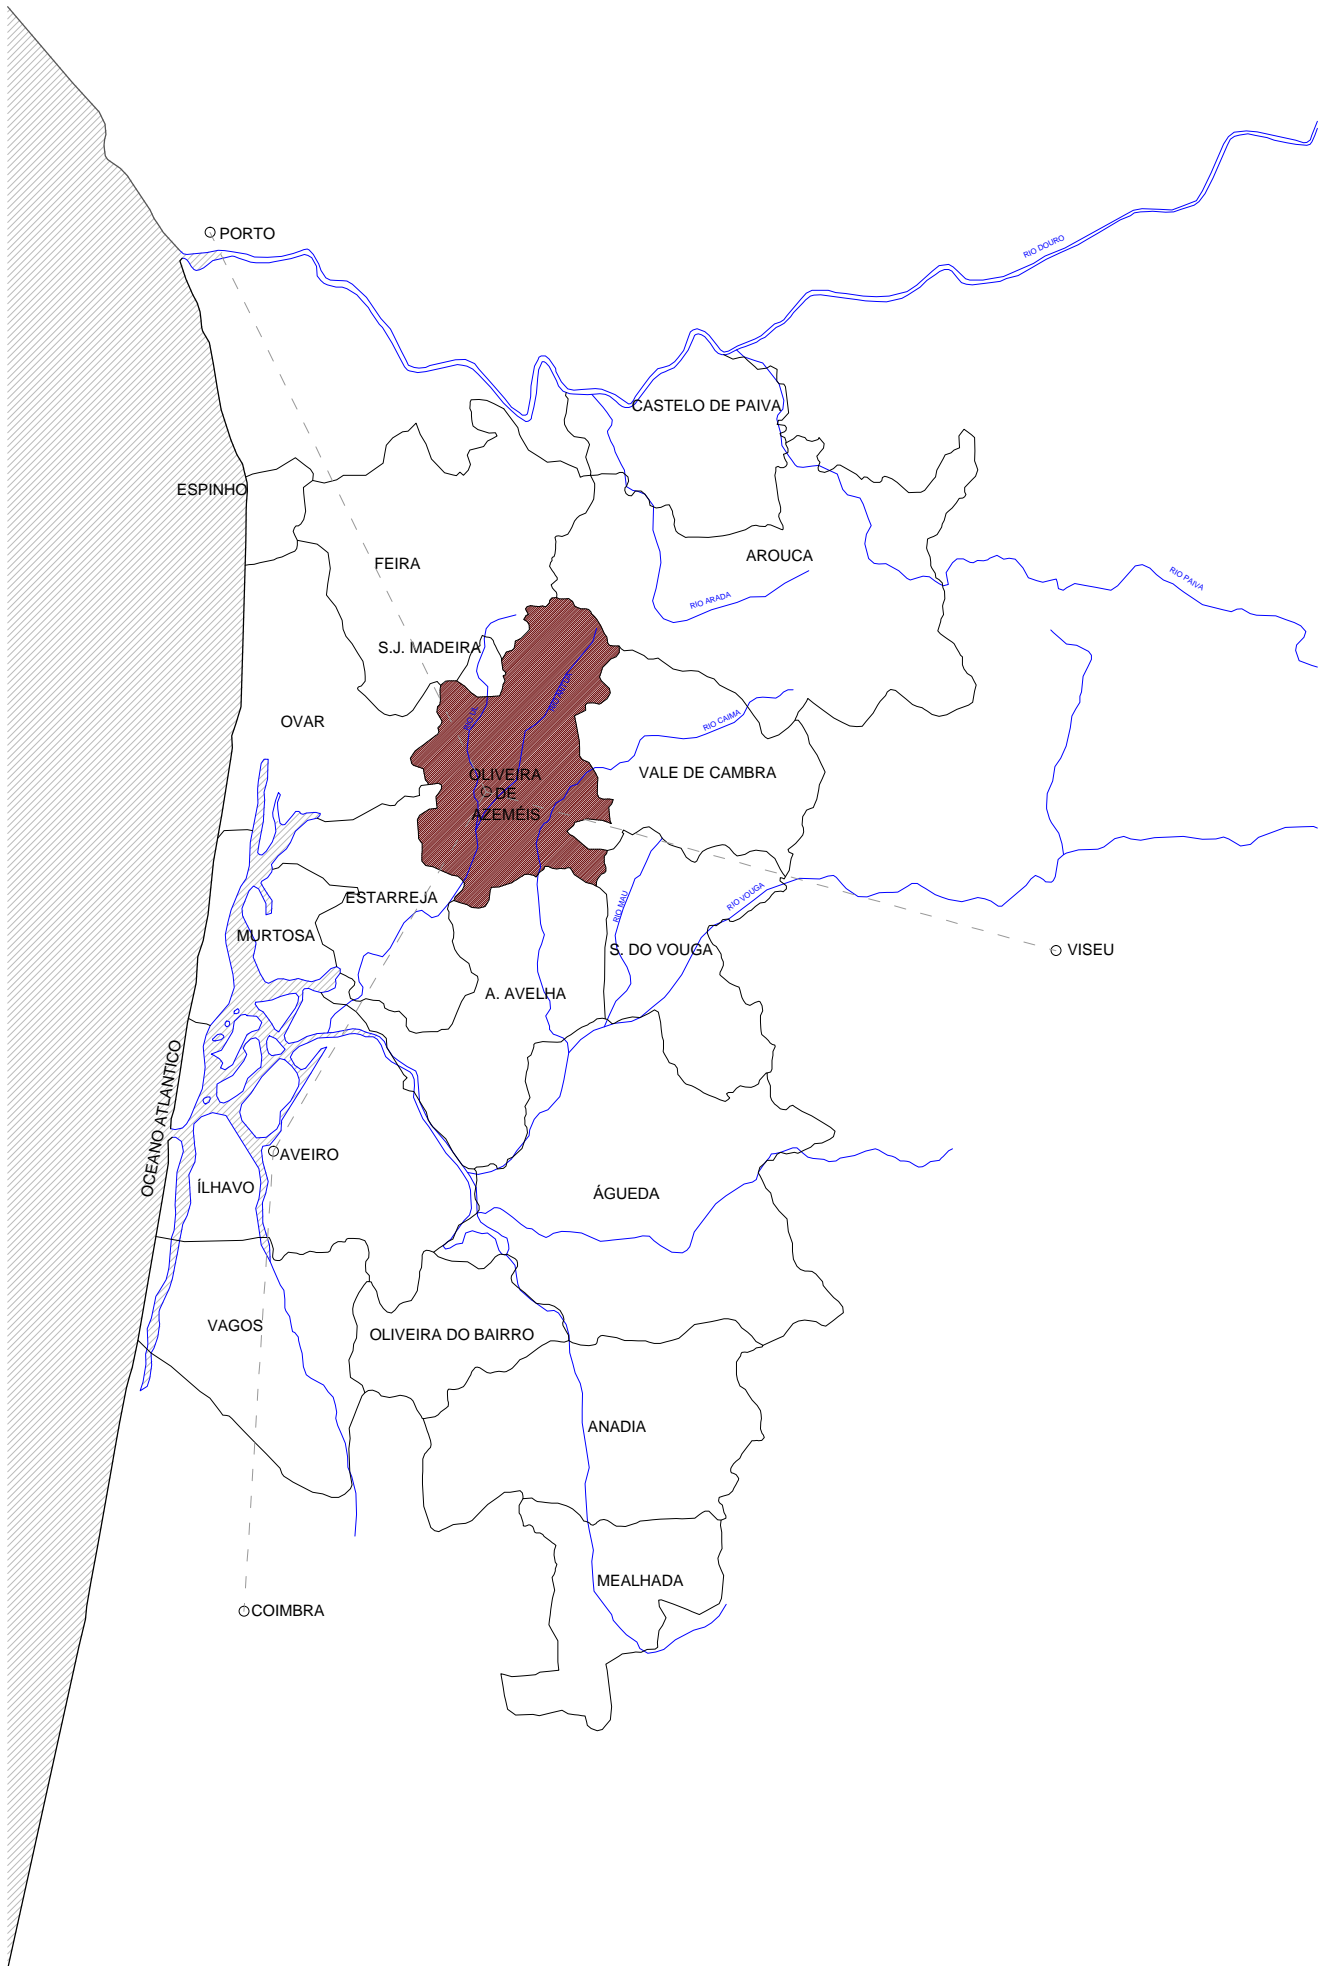 PORTO
RIO DOURO
CASTELO DE PAIVA
ESPINHO
FEIRA
AROUCA
RIO PAIVA
RIO ARADA
S.J. MADEIRA
OVAR
RIO CAIMA
VALE DE CAMBRA
OLIVEIRA
DE
AZEMÉIS
ESTARREJA
RIO MAU
RIO VOUGA
MURTOSA
S. DO VOUGA
VISEU
A. AVELHA
OCEANO ATLANTICO
AVEIRO
ÍLHAVO
ÁGUEDA
VAGOS
OLIVEIRA DO BAIRRO
ANADIA
MEALHADA
COIMBRA